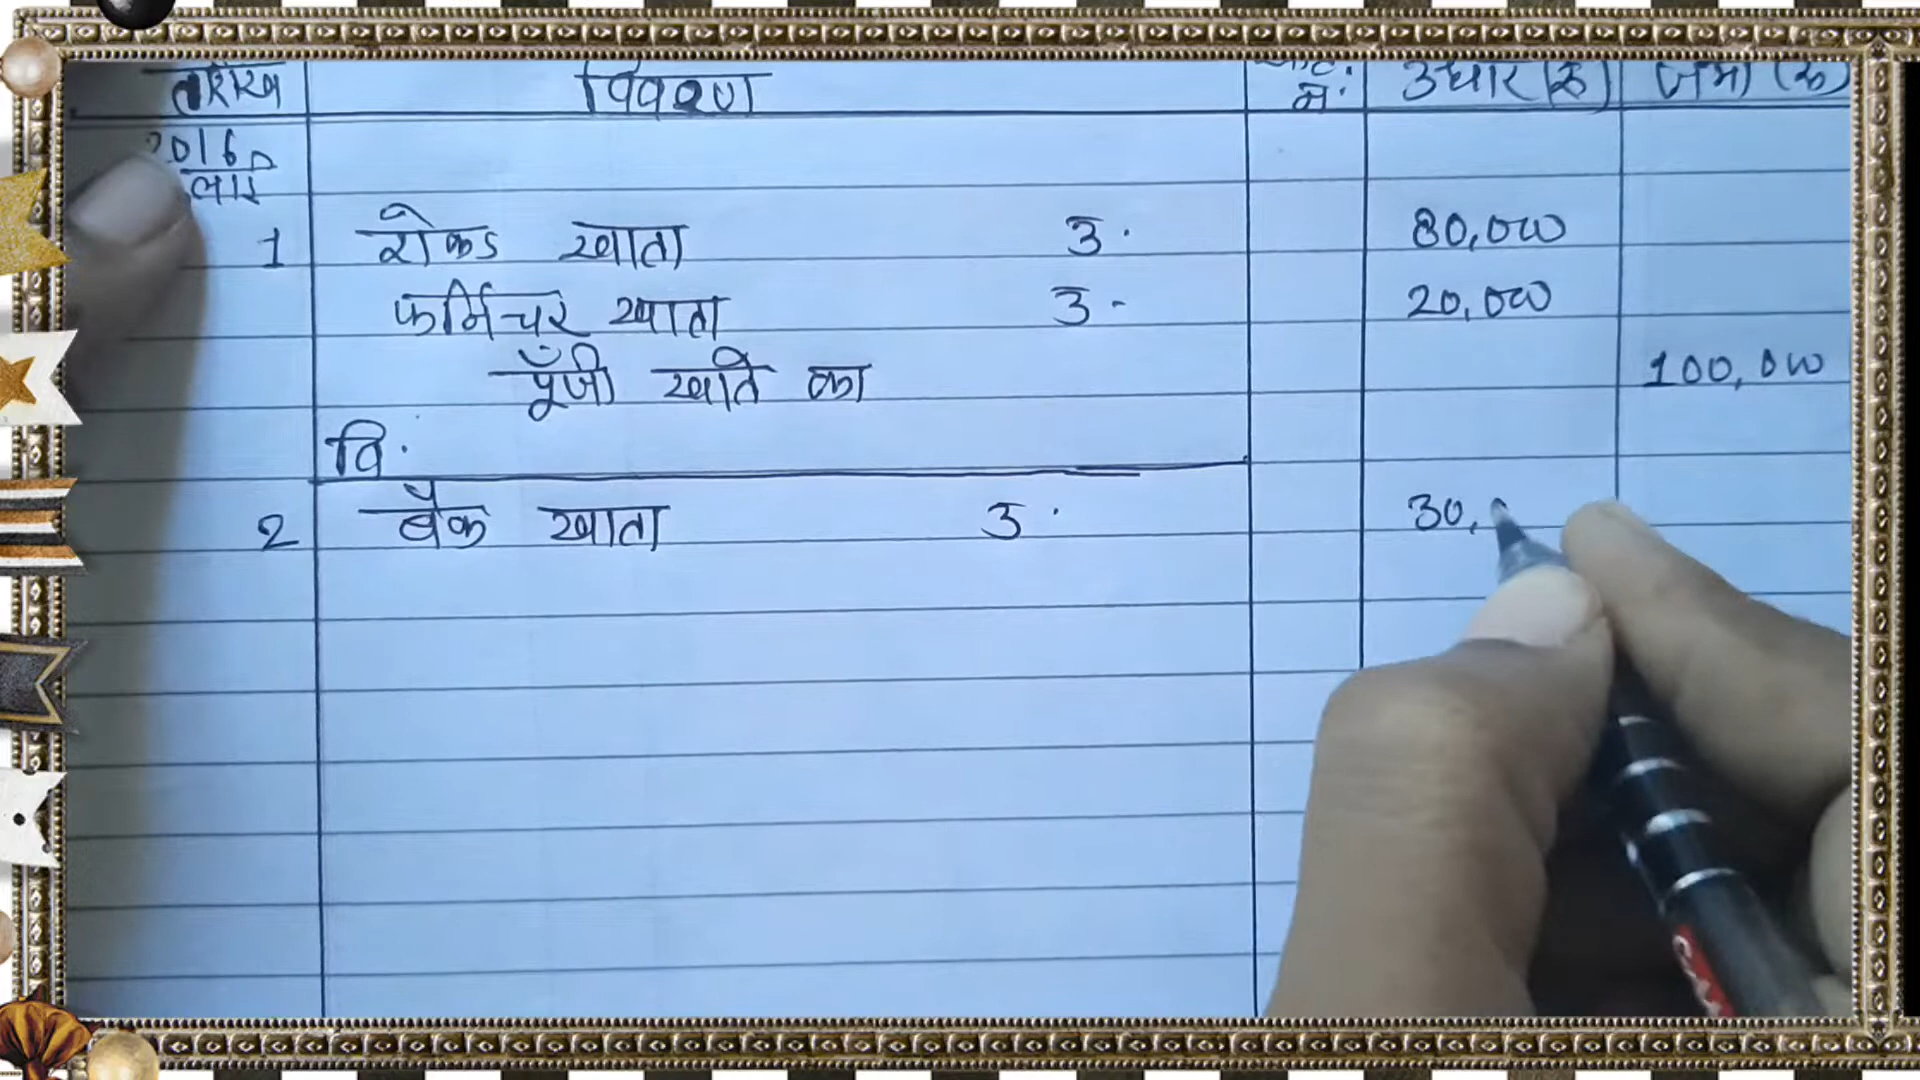 तारीख विवरण नं. उधार (रु) जमा (रु)
2016
1 रोकड खाता उ. 80,000
फर्निचर खाता उ. 20,000
पूँजी खाते का 100,000
वि.
2 बैंक खाता उ. 30,